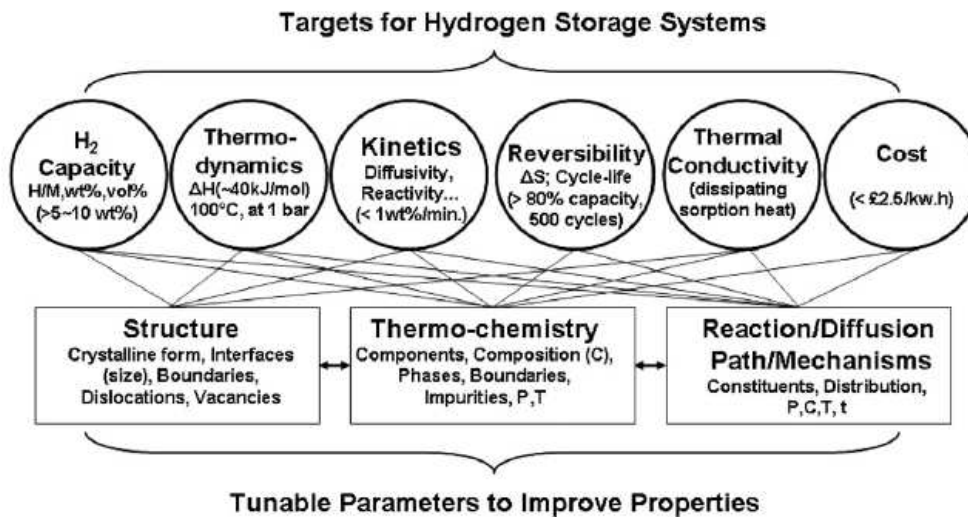 Targets for Hydrogen Storage Systems
H₂
Capacity
H/M,wt%,vol%
(>5~10 wt%)
Thermo-
dynamics
ΔH(~40kJ/mol)
100°C, at 1 bar
Kinetics
Diffusivity,
Reactivity...
(< 1wt%/min.)
Reversibility
ΔS; Cycle-life
(> 80% capacity,
500 cycles)
Thermal
Conductivity
(dissipating
sorption heat)
Cost
(< £2.5/kw.h)
Structure
Crystalline form, Interfaces
(size), Boundaries,
Dislocations, Vacancies
Thermo-chemistry
Components, Composition (C),
Phases, Boundaries,
Impurities, P,T
Reaction/Diffusion
Path/Mechanisms
Constituents, Distribution,
P,C,T, t
Tunable Parameters to Improve Properties